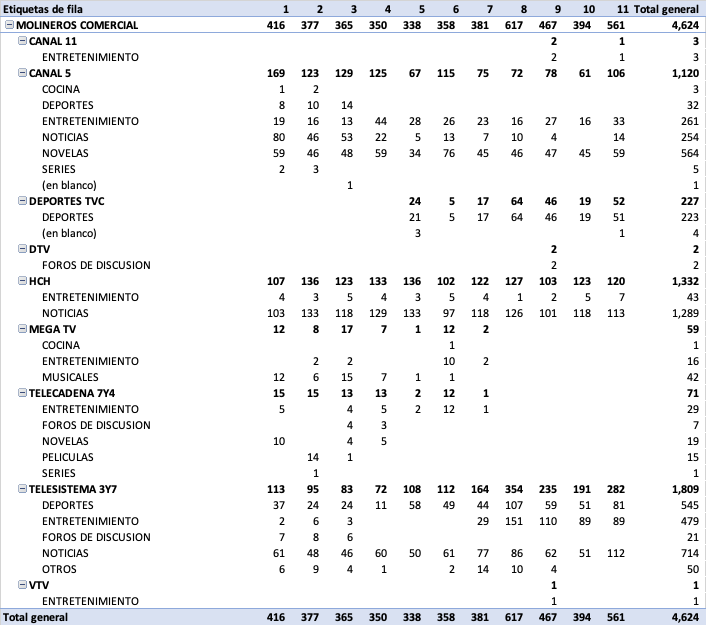 Etiquetas de fila 1 2 3 4 5 6 7 8 9 10 11 Total general
MOLINEROS COMERCIAL 416 377 365 350 338 358 381 617 467 394 561 4,624
CANAL 11 2 1 3
ENTRETENIMIENTO 2 1 3
CANAL 5 169 123 129 125 67 115 75 72 78 61 106 1,120
COCINA 1 2 3
DEPORTES 8 10 14 32
ENTRETENIMIENTO 19 16 13 44 28 26 23 16 27 16 33 261
NOTICIAS 80 46 53 22 5 13 7 10 4 14 254
NOVELAS 59 46 48 59 34 76 45 46 47 45 59 564
SERIES 2 3 5
(en blanco) 1 1
DEPORTES TVC 24 5 17 64 46 19 52 227
DEPORTES 21 5 17 64 46 19 51 223
(en blanco) 3 1 4
DTV 2 2
FOROS DE DISCUSION 2 2
HCH 107 136 123 133 136 102 122 127 103 123 120 1,332
ENTRETENIMIENTO 4 3 5 4 3 5 4 1 2 5 7 43
NOTICIAS 103 133 118 129 133 97 118 126 101 118 113 1,289
MEGA TV 12 8 17 7 1 12 2 59
COCINA 1 1
ENTRETENIMIENTO 2 2 10 2 16
MUSICALES 12 6 15 7 1 1 42
TELECADENA 7Y4 15 15 13 13 2 12 1 71
ENTRETENIMIENTO 5 4 5 2 12 1 29
FOROS DE DISCUSION 4 3 7
NOVELAS 10 4 5 19
PELICULAS 14 1 15
SERIES 1 1
TELESISTEMA 3Y7 113 95 83 72 108 112 164 354 235 191 282 1,809
DEPORTES 37 24 24 11 58 49 44 107 59 51 81 545
ENTRETENIMIENTO 2 6 3 29 151 110 89 89 479
FOROS DE DISCUSION 7 8 6 21
NOTICIAS 61 48 46 60 50 61 77 86 62 51 112 714
OTROS 6 9 4 1 2 14 10 4 50
VTV 1 1
ENTRETENIMIENTO 1 1
Total general 416 377 365 350 338 358 381 617 467 394 561 4,624